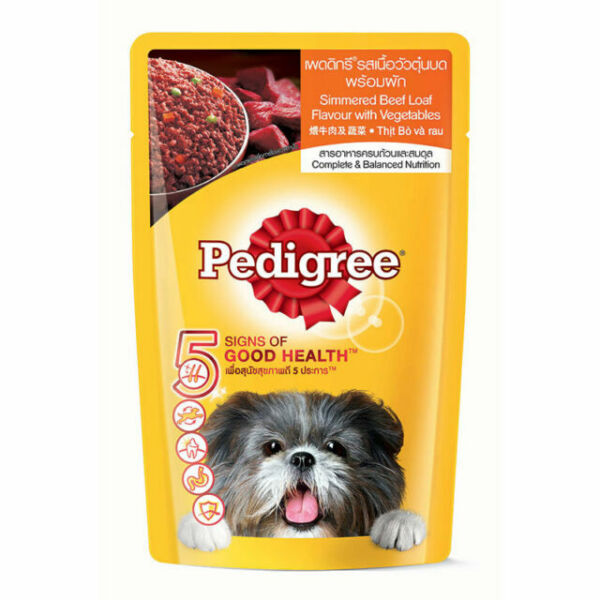 เพดดิกรี® รสเนื้อวัวตุ๋นบด
พร้อมผัก
Simmered Beef Loaf
Flavour with Vegetables
煨牛肉及蔬菜 • Thịt Bò và rau
สารอาหารครบถ้วนและสมดุล
Complete & Balanced Nutrition
Pedigree®
5 SIGNS OF
GOOD HEALTH™
เพื่อสุนัขสุขภาพดี 5 ประการ™